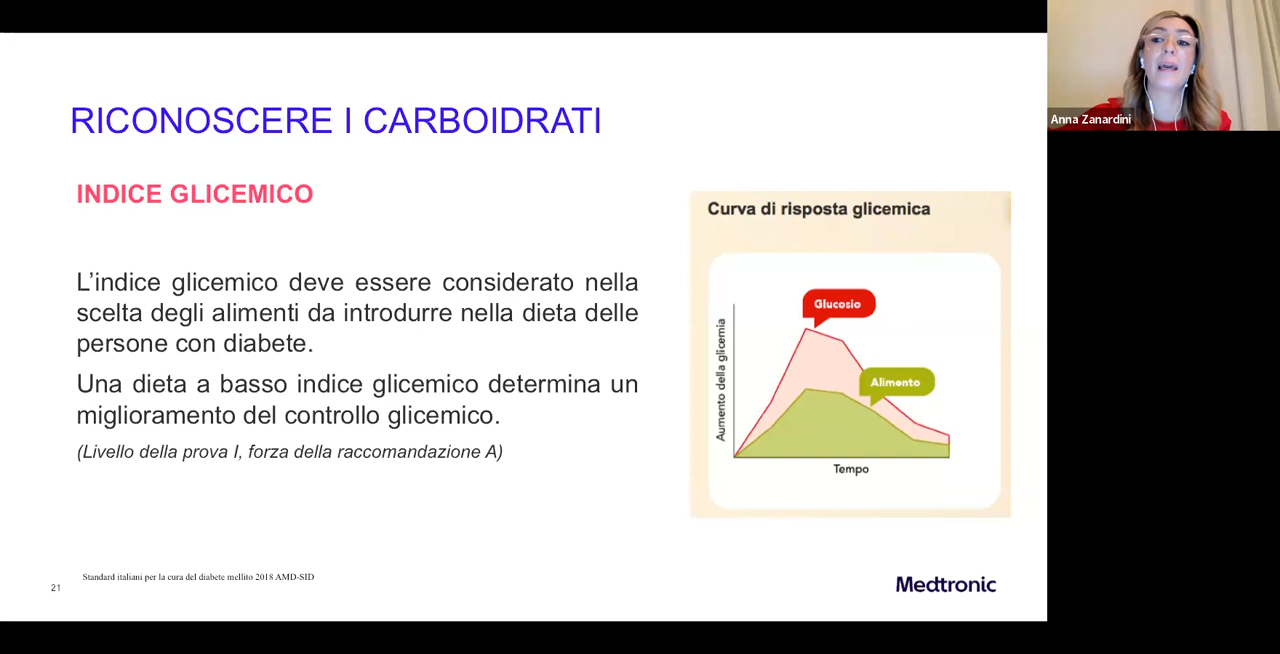 RICONOSCERE I CARBOIDRATI
INDICE GLICEMICO
L'indice glicemico deve essere considerato nella
scelta degli alimenti da introdurre nella dieta delle
persone con diabete.
Una dieta a basso indice glicemico determina un
miglioramento del controllo glicemico.
(Livello della prova I, forza della raccomandazione A)
Curva di risposta glicemica
Glucosio
Alimento
Aumento della glicemia
Tempo
Standard italiani per la cura del diabete mellito 2018 AMD-SID
21
Medtronic
Anna Zanardini